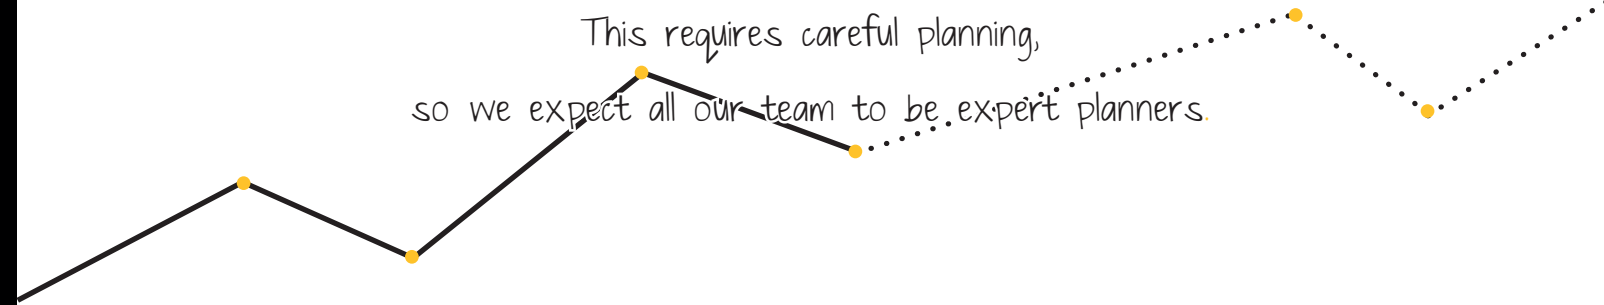 This requires careful planning,
so we expect all our team to be expert planners.